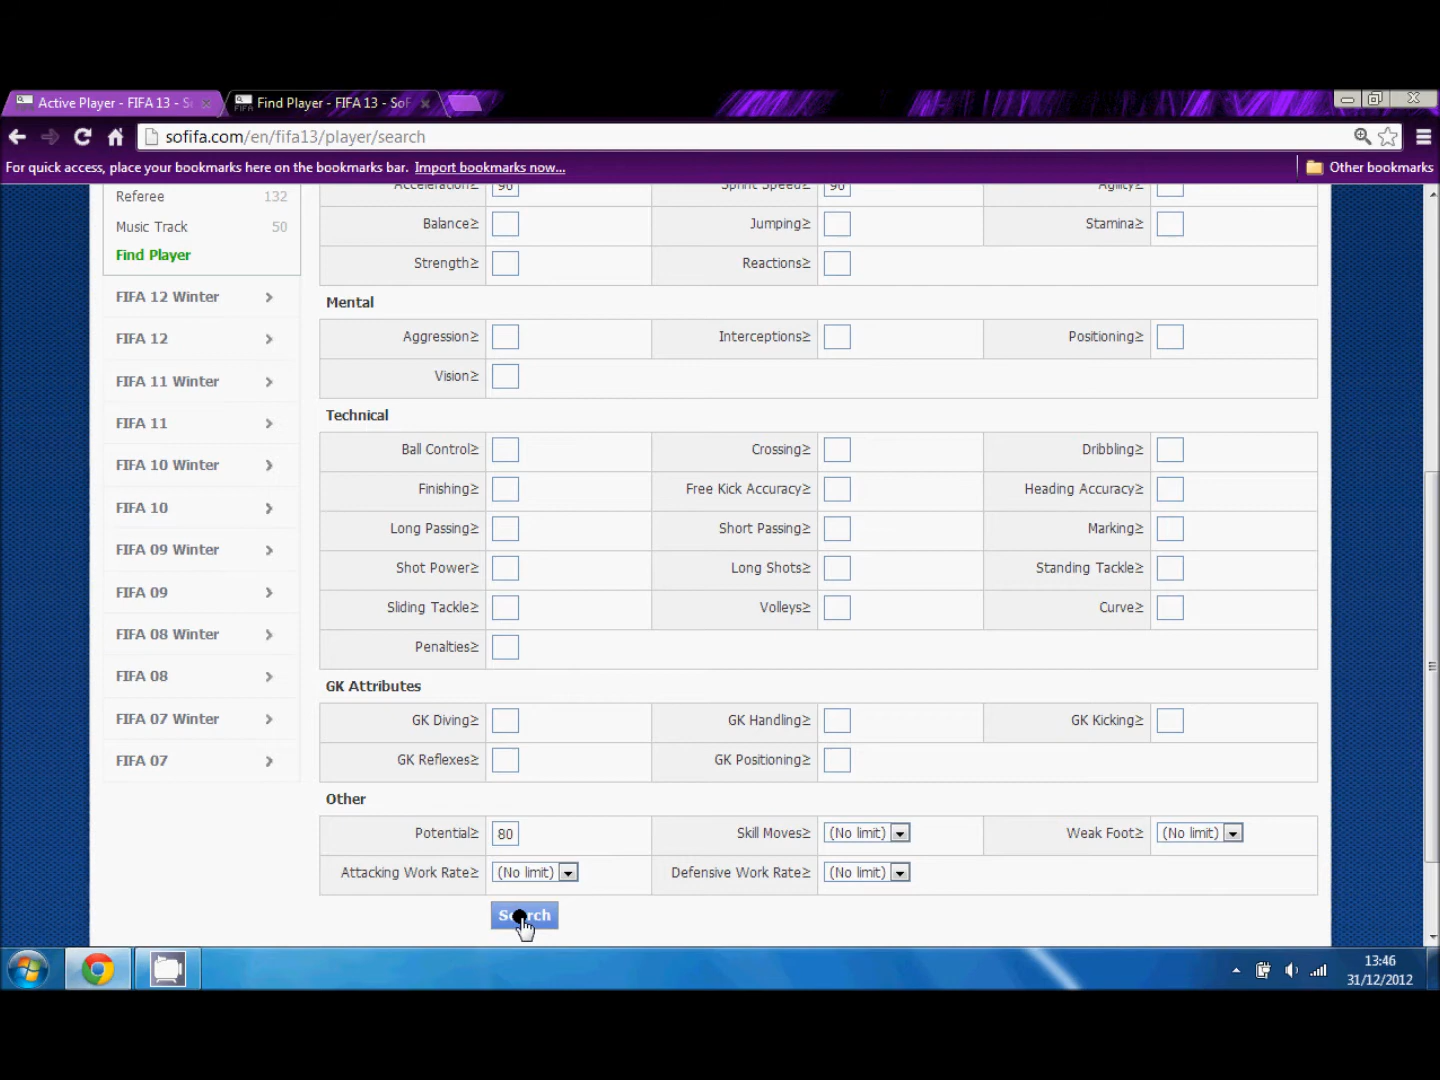 Active Player - FIFA 13 - S
Find Player - FIFA 13 - SoF
sofifa.com/en/fifa13/player/search
For quick access, place your bookmarks here on the bookmarks bar. Import bookmarks now...
Other bookmarks
Referee 132
Music Track 50
Find Player
FIFA 12 Winter
FIFA 12
FIFA 11 Winter
FIFA 11
FIFA 10 Winter
FIFA 10
FIFA 09 Winter
FIFA 09
FIFA 08 Winter
FIFA 08
FIFA 07 Winter
FIFA 07
Acceleration≥ 90 Sprint Speed≥ 90 Agility≥
Balance≥ Jumping≥ Stamina≥
Strength≥ Reactions≥
Mental
Aggression≥ Interceptions≥ Positioning≥
Vision≥
Technical
Ball Control≥ Crossing≥ Dribbling≥
Finishing≥ Free Kick Accuracy≥ Heading Accuracy≥
Long Passing≥ Short Passing≥ Marking≥
Shot Power≥ Long Shots≥ Standing Tackle≥
Sliding Tackle≥ Volleys≥ Curve≥
Penalties≥
GK Attributes
GK Diving≥ GK Handling≥ GK Kicking≥
GK Reflexes≥ GK Positioning≥
Other
Potential≥ 80 Skill Moves≥ (No limit) Weak Foot≥ (No limit)
Attacking Work Rate≥ (No limit) Defensive Work Rate≥ (No limit)
Search
13:46
31/12/2012